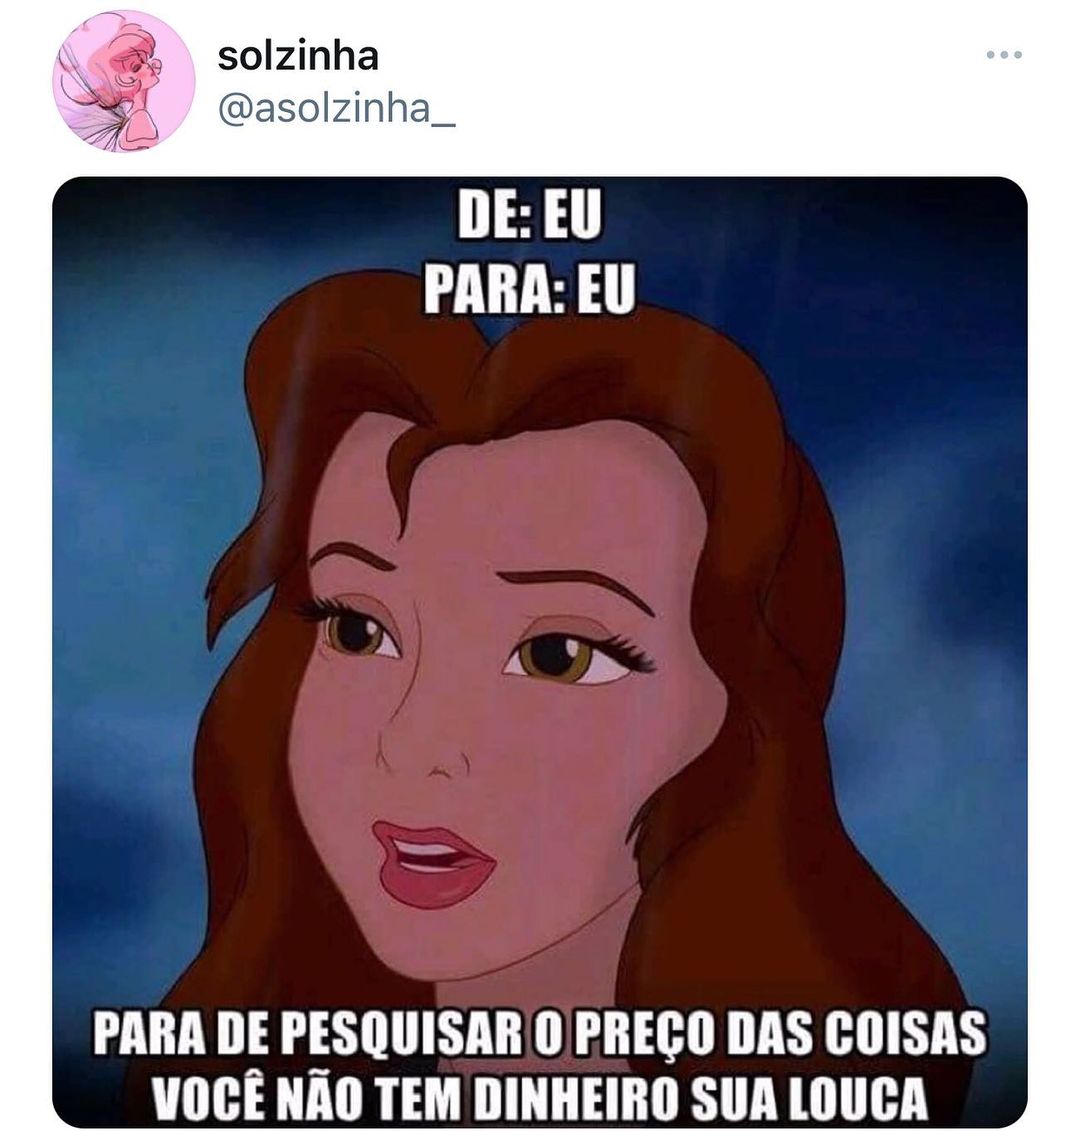 solzinha
@asolzinha_
DE: EU
PARA: EU
PARA DE PESQUISAR O PREÇO DAS COISAS
VOCÊ NÃO TEM DINHEIRO SUA LOUCA